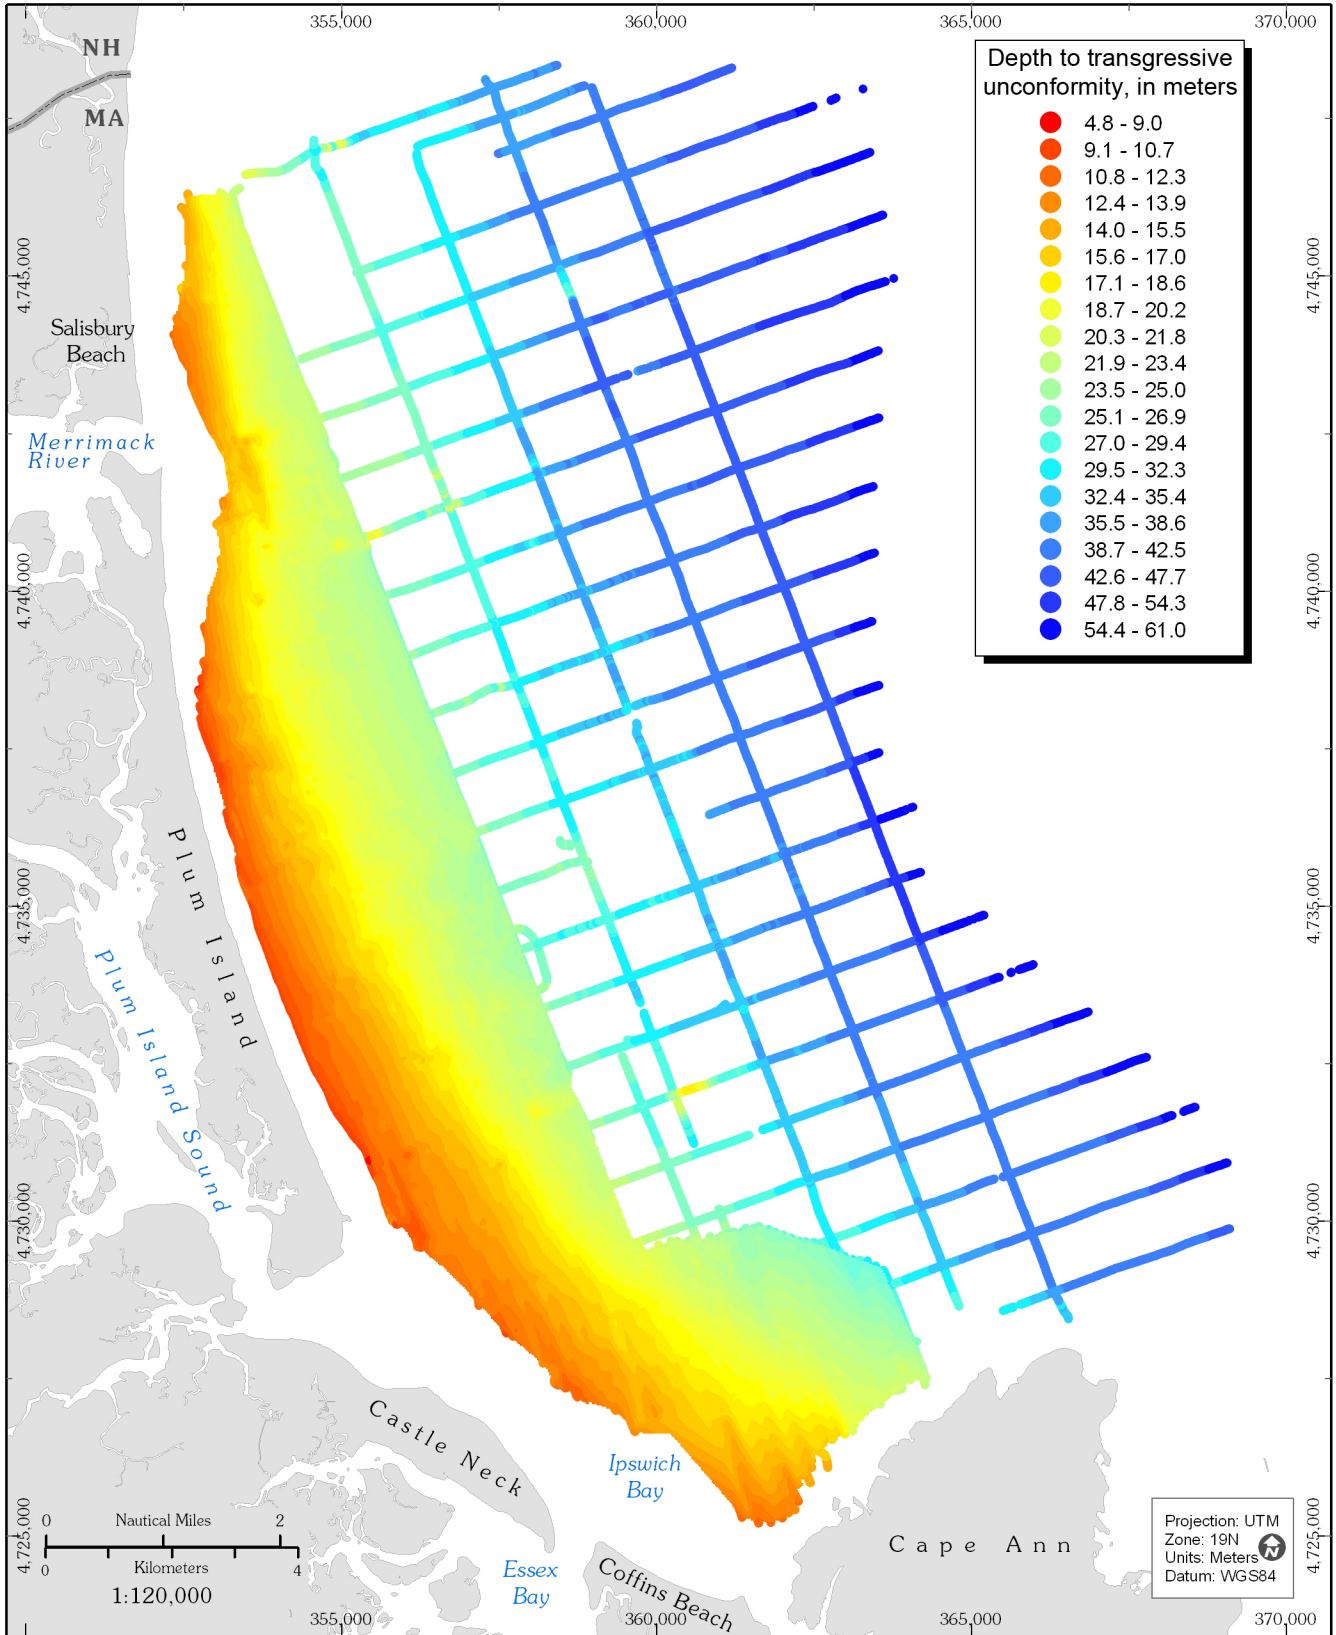 355,000
360,000
365,000
370,000
NH
MA
Depth to transgressive
unconformity, in meters
4.8 - 9.0
9.1 - 10.7
10.8 - 12.3
12.4 - 13.9
14.0 - 15.5
15.6 - 17.0
17.1 - 18.6
18.7 - 20.2
20.3 - 21.8
21.9 - 23.4
23.5 - 25.0
25.1 - 26.9
27.0 - 29.4
29.5 - 32.3
32.4 - 35.4
35.5 - 38.6
38.7 - 42.5
42.6 - 47.7
47.8 - 54.3
54.4 - 61.0
4,745,000
4,745,000
Salisbury
Beach
Merrimack
River
4,740,000
4,740,000
Plum Island
4,735,000
4,735,000
Plum Island Sound
4,730,000
4,730,000
Castle Neck
Ipswich
Bay
Cape Ann
Essex
Bay
Coffins Beach
4,725,000
4,725,000
0 Nautical Miles 2
0 Kilometers 4
1:120,000
Projection: UTM
Zone: 19N
Units: Meters
Datum: WGS84
N
355,000
360,000
365,000
370,000